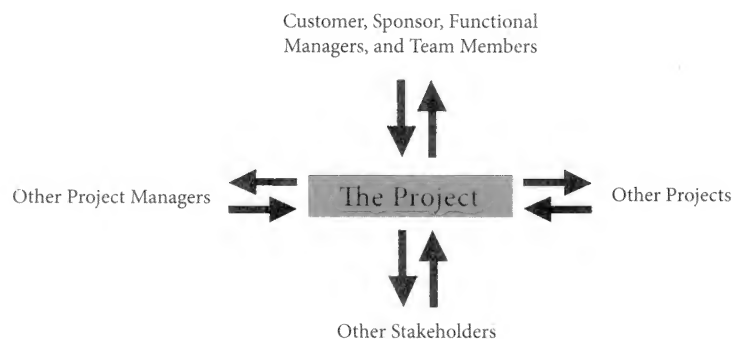 Customer, Sponsor, Functional
Managers, and Team Members
Other Project Managers
The Project
Other Projects
Other Stakeholders